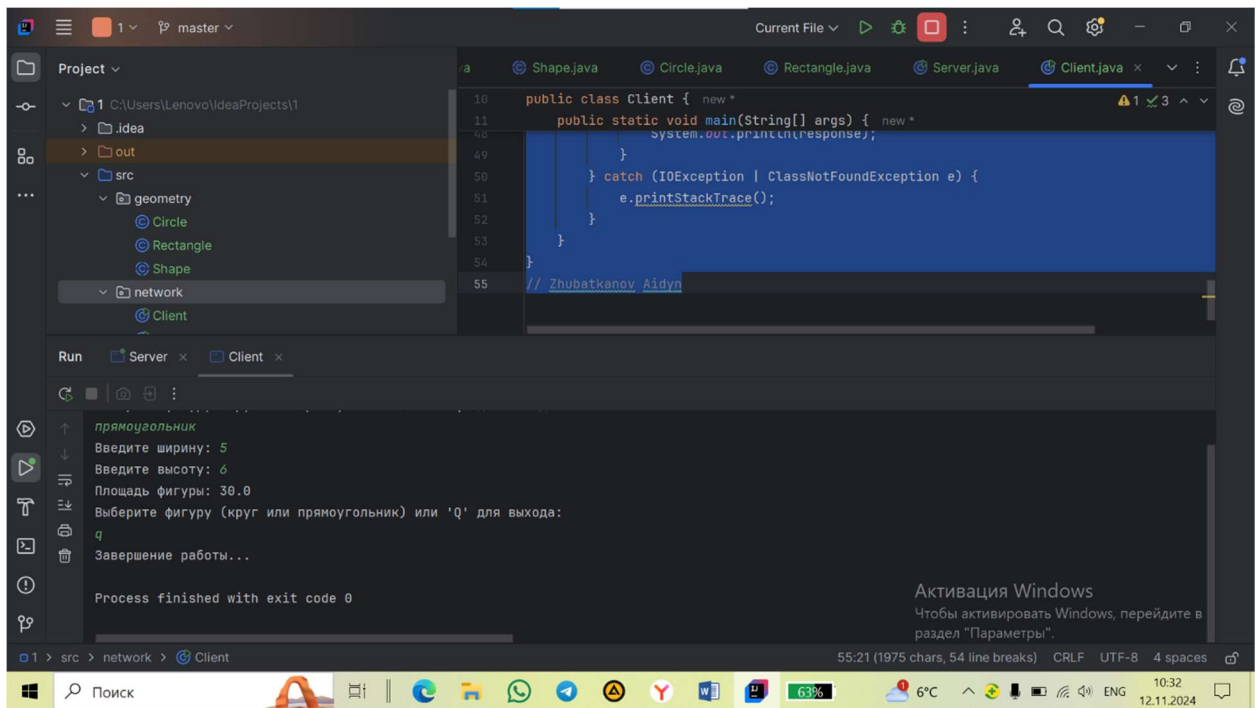 1 master Current File
Project
/a Shape.java Circle.java Rectangle.java Server.java Client.java
1 C:\Users\Lenovo\IdeaProjects\1
.idea
out
src
geometry
Circle
Rectangle
Shape
network
Client
10 public class Client { new *
1 3
11 public static void main(String[] args) { new *
48 System.out.println(response);
49 }
50 } catch (IOException | ClassNotFoundException e) {
51 e.printStackTrace();
52 }
53 }
54 }
55 // Zhubatkanov Aidyn
Run Server Client
прямоугольник
Введите ширину: 5
Введите высоту: 6
Площадь фигуры: 30.0
Выберите фигуру (круг или прямоугольник) или 'Q' для выхода:
q
Завершение работы...
Process finished with exit code 0
Активация Windows
Чтобы активировать Windows, перейдите в
раздел "Параметры".
1 > src > network > Client 55:21 (1975 chars, 54 line breaks) CRLF UTF-8 4 spaces
Поиск 63% 6°C ENG 10:32
12.11.2024